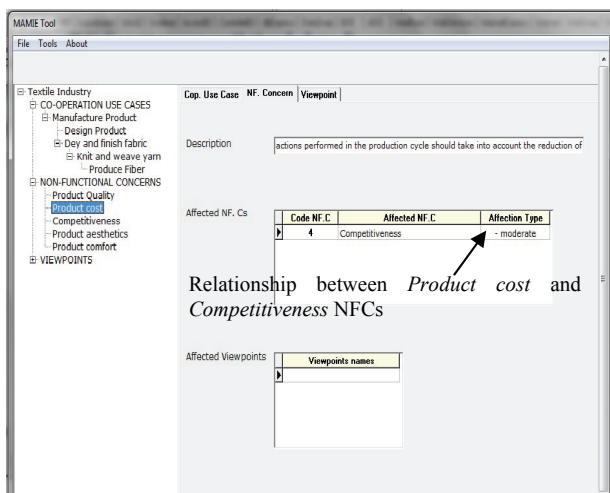 MAMIE Tool
File Tools About
Textile Industry
CO-OPERATION USE CASES
Manufacture Product
Design Product
Dey and finish fabric
Knit and weave yarn
Produce Fiber
NON-FUNCTIONAL CONCERNS
Product Quality
Product cost
Competitiveness
Product aesthetics
Product comfort
VIEWPOINTS
Cop. Use Case NF. Concern Viewpoint
Description actions performed in the production cycle should take into account the reduction of
Affected NF. Cs
Code NF.C Affected NF.C Affection Type
4 Competitiveness - moderate
Relationship between Product cost and
Competitiveness NFCs
Affected Viewpoints
Viewpoints names